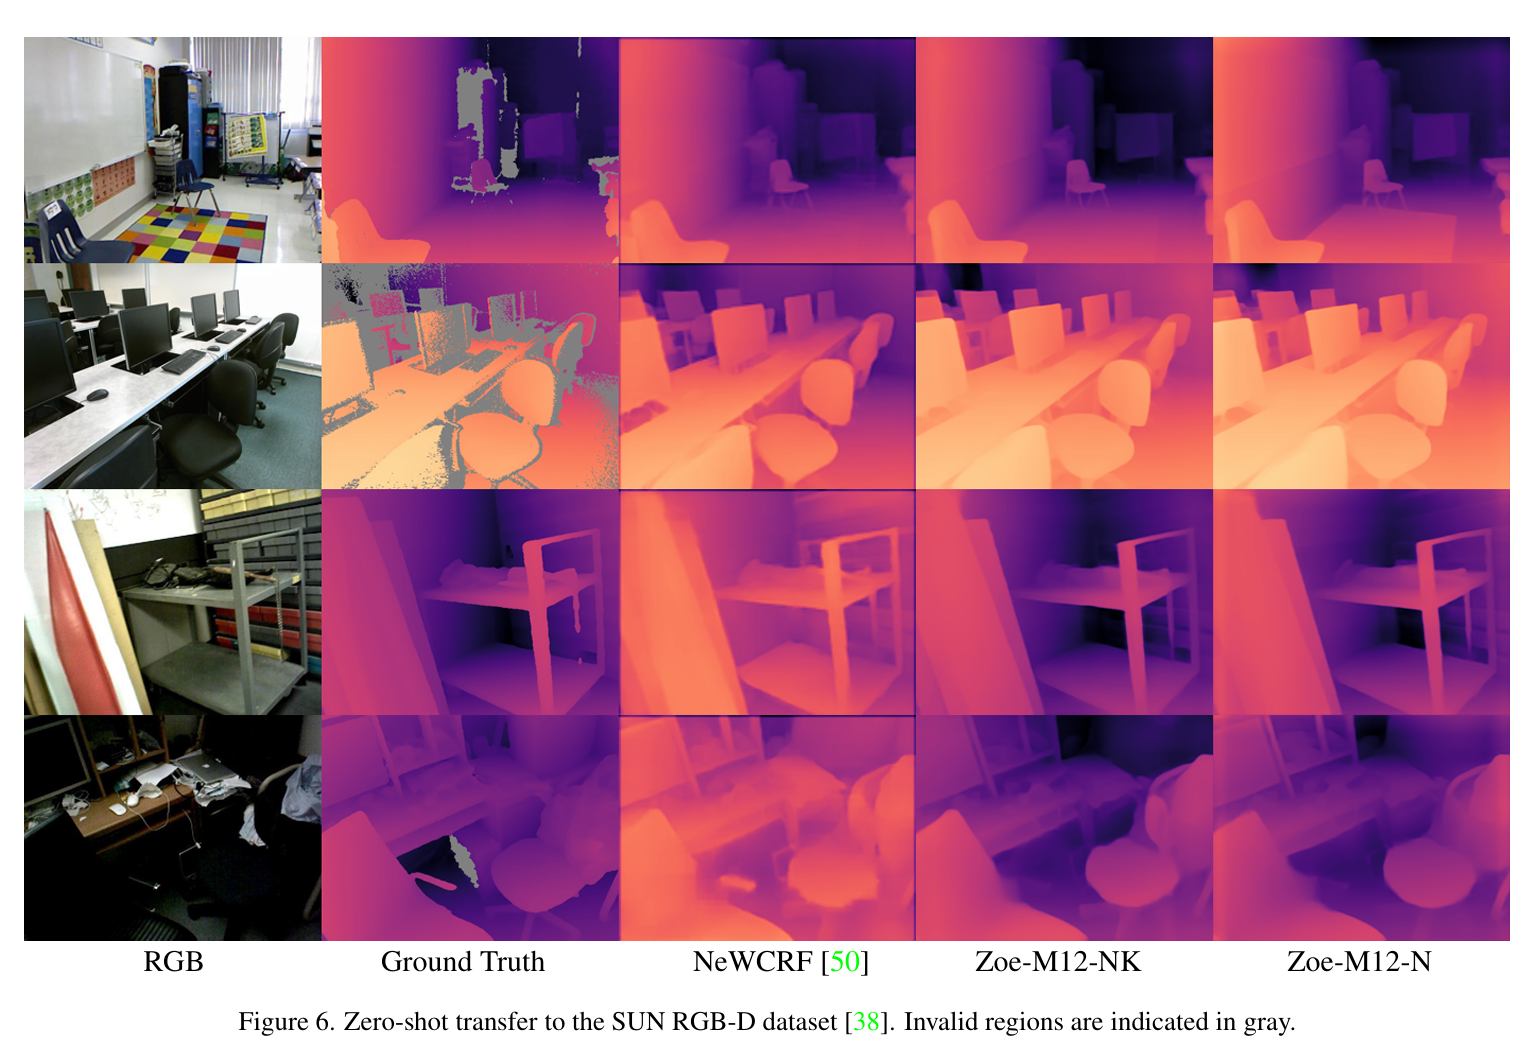 RGB
Ground Truth
NeWCRF [50]
Zoe-M12-NK
Zoe-M12-N
Figure 6. Zero-shot transfer to the SUN RGB-D dataset [38]. Invalid regions are indicated in gray.